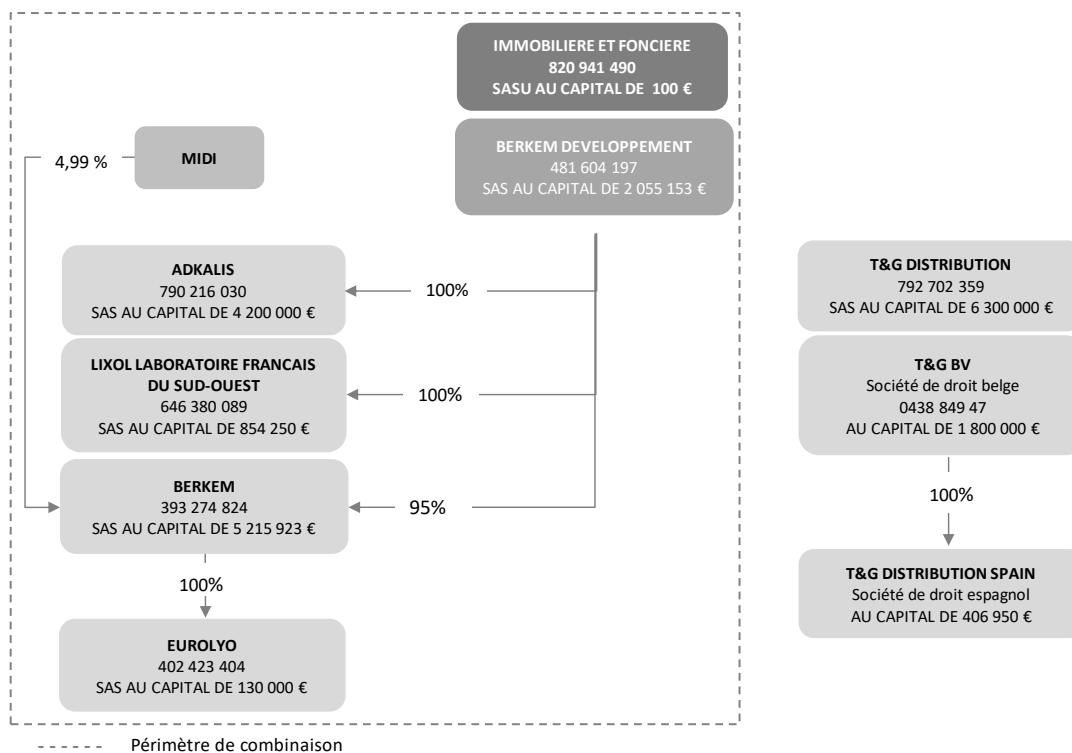 IMMOBILIERE ET FONCIERE
820 941 490
SASU AU CAPITAL DE 100 €
BERKEM DEVELOPPEMENT
481 604 197
SAS AU CAPITAL DE 2 055 153 €
4,99 %
MIDI
ADKALIS
790 216 030
SAS AU CAPITAL DE 4 200 000 €
100%
LIXOL LABORATOIRE FRANCAIS
DU SUD-OUEST
646 380 089
SAS AU CAPITAL DE 854 250 €
100%
BERKEM
393 274 824
SAS AU CAPITAL DE 5 215 923 €
95%
100%
EUROLYO
402 423 404
SAS AU CAPITAL DE 130 000 €
T&G DISTRIBUTION
792 702 359
SAS AU CAPITAL DE 6 300 000 €
T&G BV
Société de droit belge
0438 849 47
AU CAPITAL DE 1 800 000 €
100%
T&G DISTRIBUTION SPAIN
Société de droit espagnol
AU CAPITAL DE 406 950 €
Périmètre de combinaison